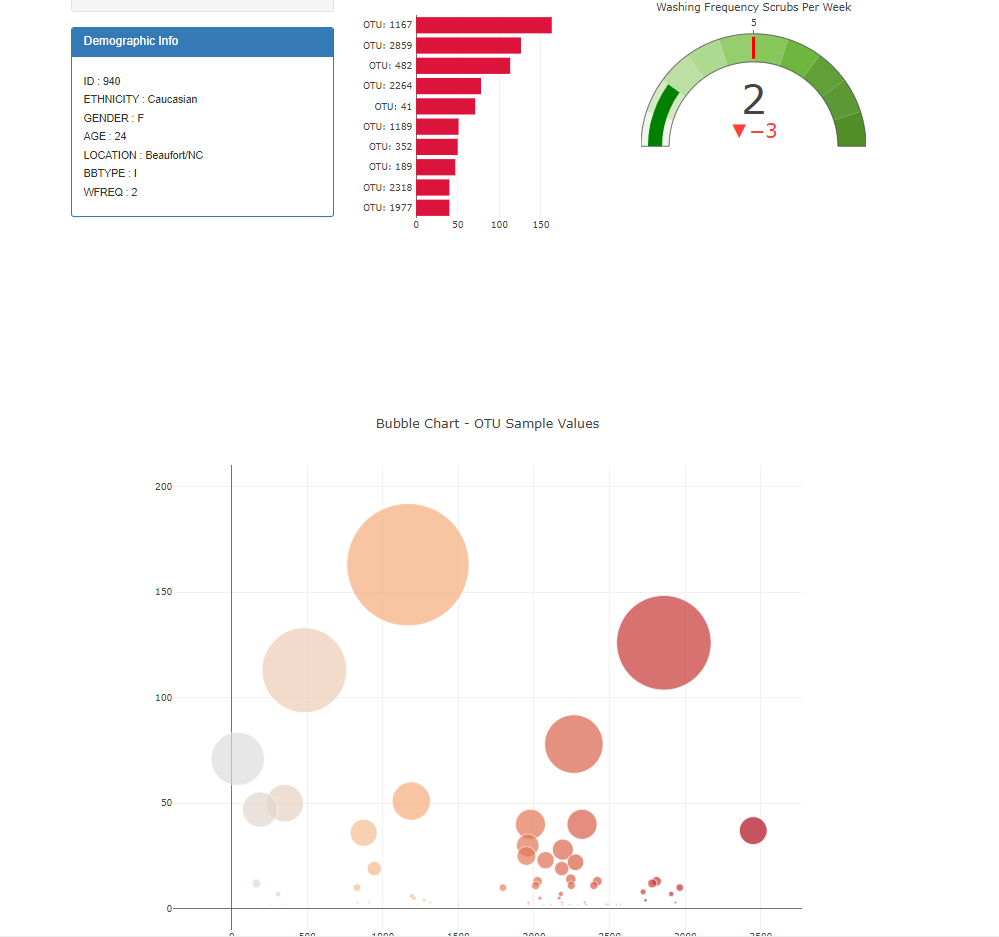 Demographic Info
ID : 940
ETHNICITY : Caucasian
GENDER : F
AGE : 24
LOCATION : Beaufort/NC
BBTYPE : I
WFREQ : 2
OTU: 1167
OTU: 2859
OTU: 482
OTU: 2264
OTU: 41
OTU: 1189
OTU: 352
OTU: 189
OTU: 2318
OTU: 1977
0 50 100 150
Washing Frequency Scrubs Per Week
5
2
▼−3
Bubble Chart - OTU Sample Values
200
150
100
50
0
0 500 1000 1500 2000 2500 3000 3500